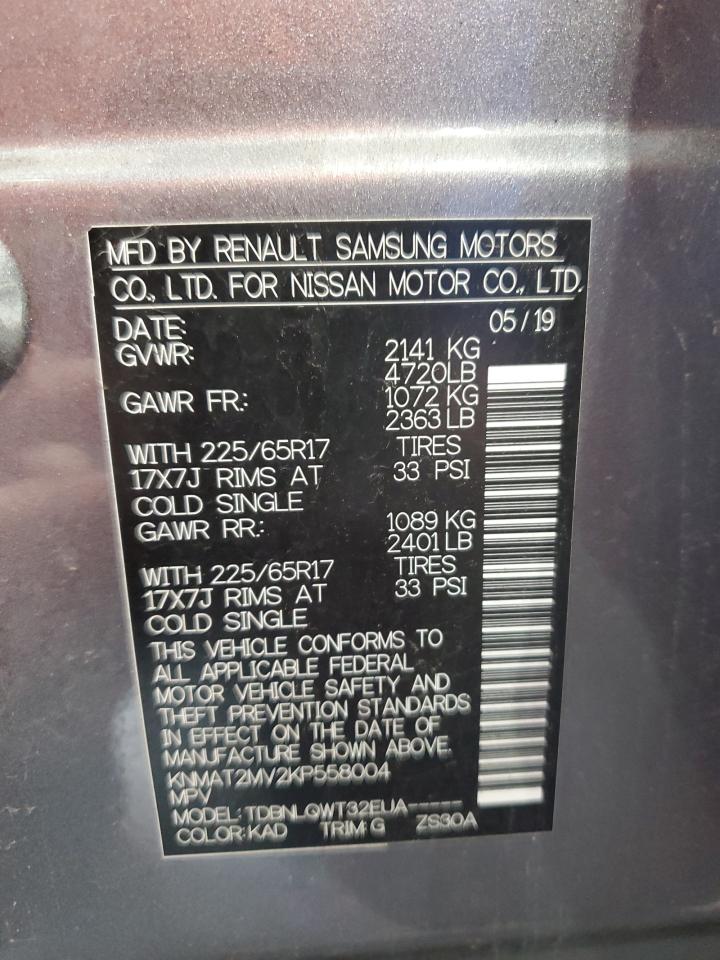 MFD BY RENAULT SAMSUNG MOTORS
CO., LTD. FOR NISSAN MOTOR CO., LTD.
DATE: 05/19
GVWR: 2141 KG
4720LB
GAWR FR: 1072 KG
2363 LB
WITH 225/65R17 TIRES
17X7J RIMS AT 33 PSI
COLD SINGLE
GAWR RR: 1089 KG
2401LB
WITH 225/65R17 TIRES
17X7J RIMS AT 33 PSI
COLD SINGLE
THIS VEHICLE CONFORMS TO
ALL APPLICABLE FEDERAL
MOTOR VEHICLE SAFETY AND
THEFT PREVENTION STANDARDS
IN EFFECT ON THE DATE OF
MANUFACTURE SHOWN ABOVE.
KNMAT2MV2KP558004
MPV
MODEL: TDBNLQWT32EUA-----
COLOR: KAD TRIM: G ZS30A